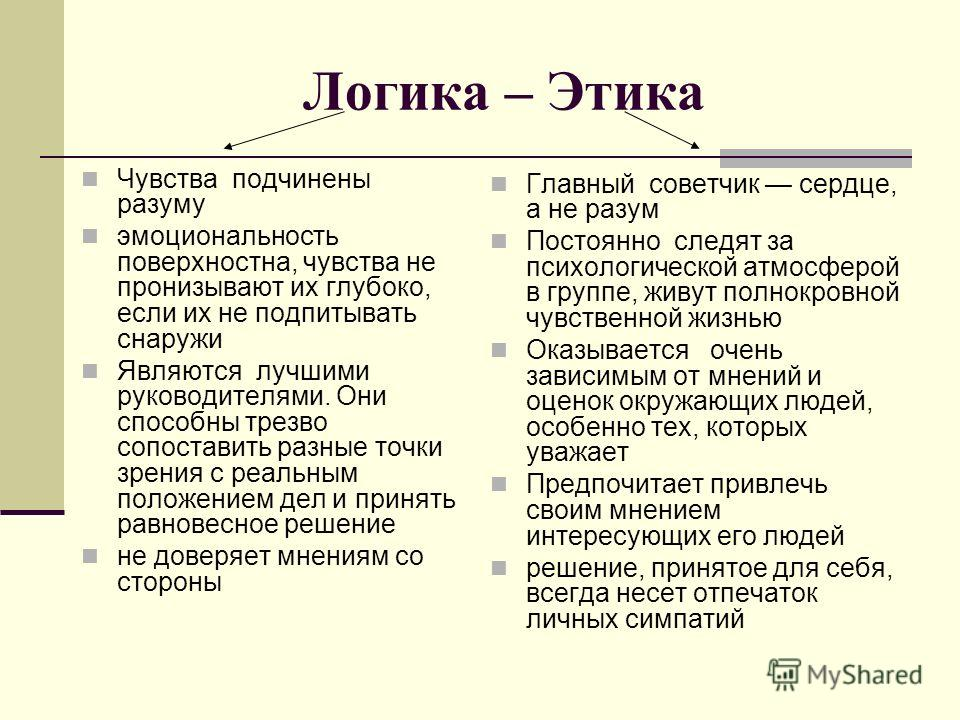 Логика – Этика
Чувства подчинены
разуму
эмоциональность
поверхностна, чувства не
пронизывают их глубоко,
если их не подпитывать
снаружи
Являются лучшими
руководителями. Они
способны трезво
сопоставить разные точки
зрения с реальным
положением дел и принять
равновесное решение
не доверяет мнениям со
стороны
Главный советчик — сердце,
а не разум
Постоянно следят за
психологической атмосферой
в группе, живут полнокровной
чувственной жизнью
Оказывается очень
зависимым от мнений и
оценок окружающих людей,
особенно тех, которых
уважает
Предпочитает привлечь
своим мнением
интересующих его людей
решение, принятое для себя,
всегда несет отпечаток
личных симпатий
MyShared